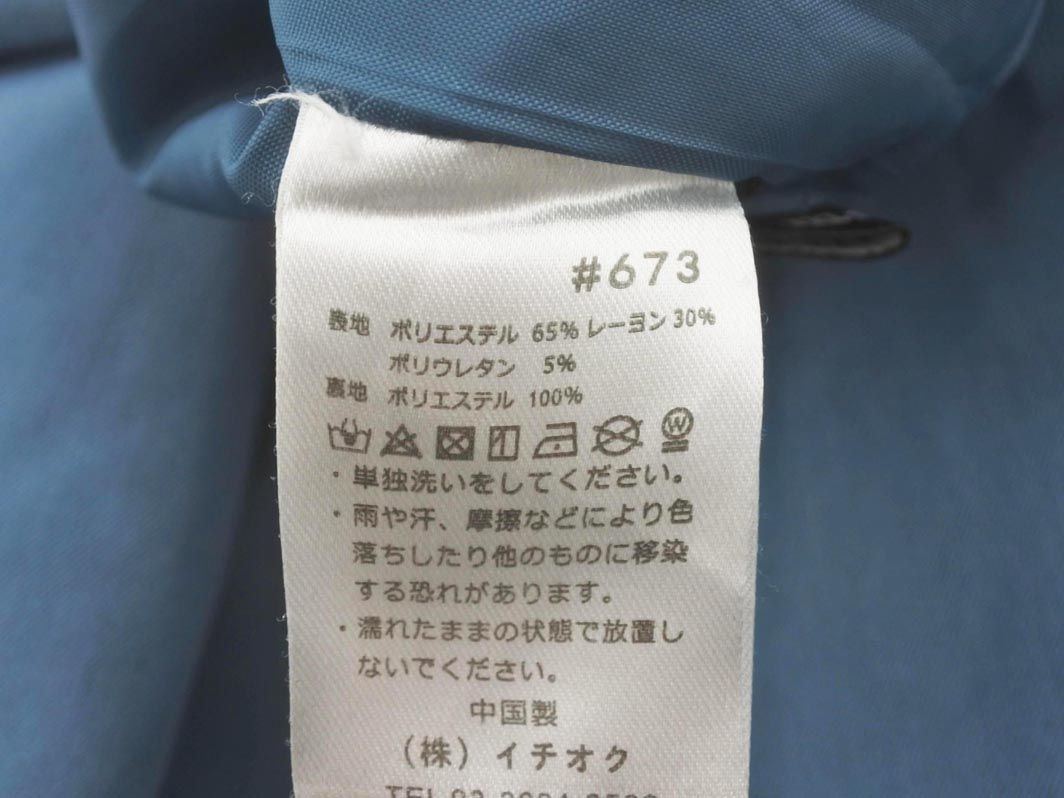 #673
表地 ポリエステル 65% レーヨン 30%
ポリウレタン 5%
裏地 ポリエステル 100%
W
・単独洗いをしてください。
・雨や汗、摩擦などにより色
落ちしたり他のものに移染
する恐れがあります。
・濡れたままの状態で放置し
ないでください。
中国製
(株)イチオク
TEL